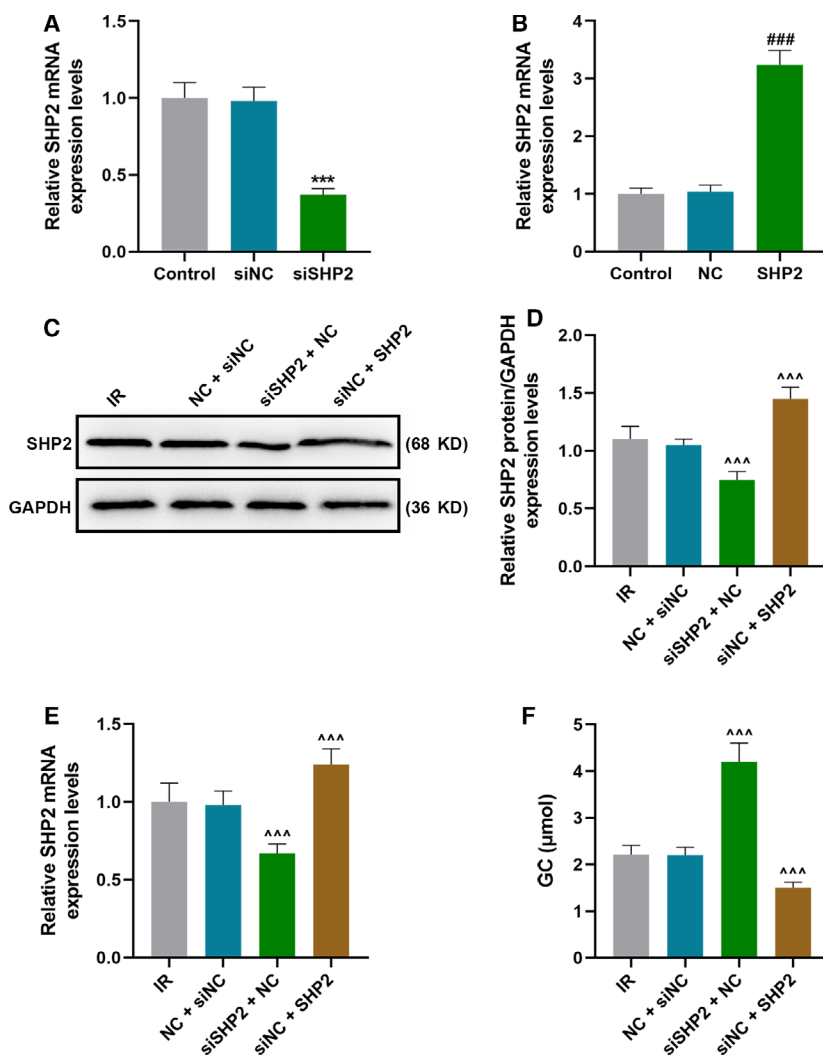 A
Relative SHP2 mRNA
expression levels
1.5
1.0
0.5
0.0
***
Control siNC siSHP2
B
Relative SHP2 mRNA
expression levels
4
3
2
1
0
###
Control NC SHP2
C
IR NC + siNC siSHP2 + NC siNC + SHP2
SHP2 (68 KD)
GAPDH (36 KD)
D
Relative SHP2 protein/GAPDH
expression levels
2.0
1.5
1.0
0.5
0.0
^^^
^^^
IR NC + siNC siSHP2 + NC siNC + SHP2
E
Relative SHP2 mRNA
expression levels
1.5
1.0
0.5
0.0
^^^
^^^
IR NC + siNC siSHP2 + NC siNC + SHP2
F
GC (µmol)
5
4
3
2
1
0
^^^
^^^
IR NC + siNC siSHP2 + NC siNC + SHP2